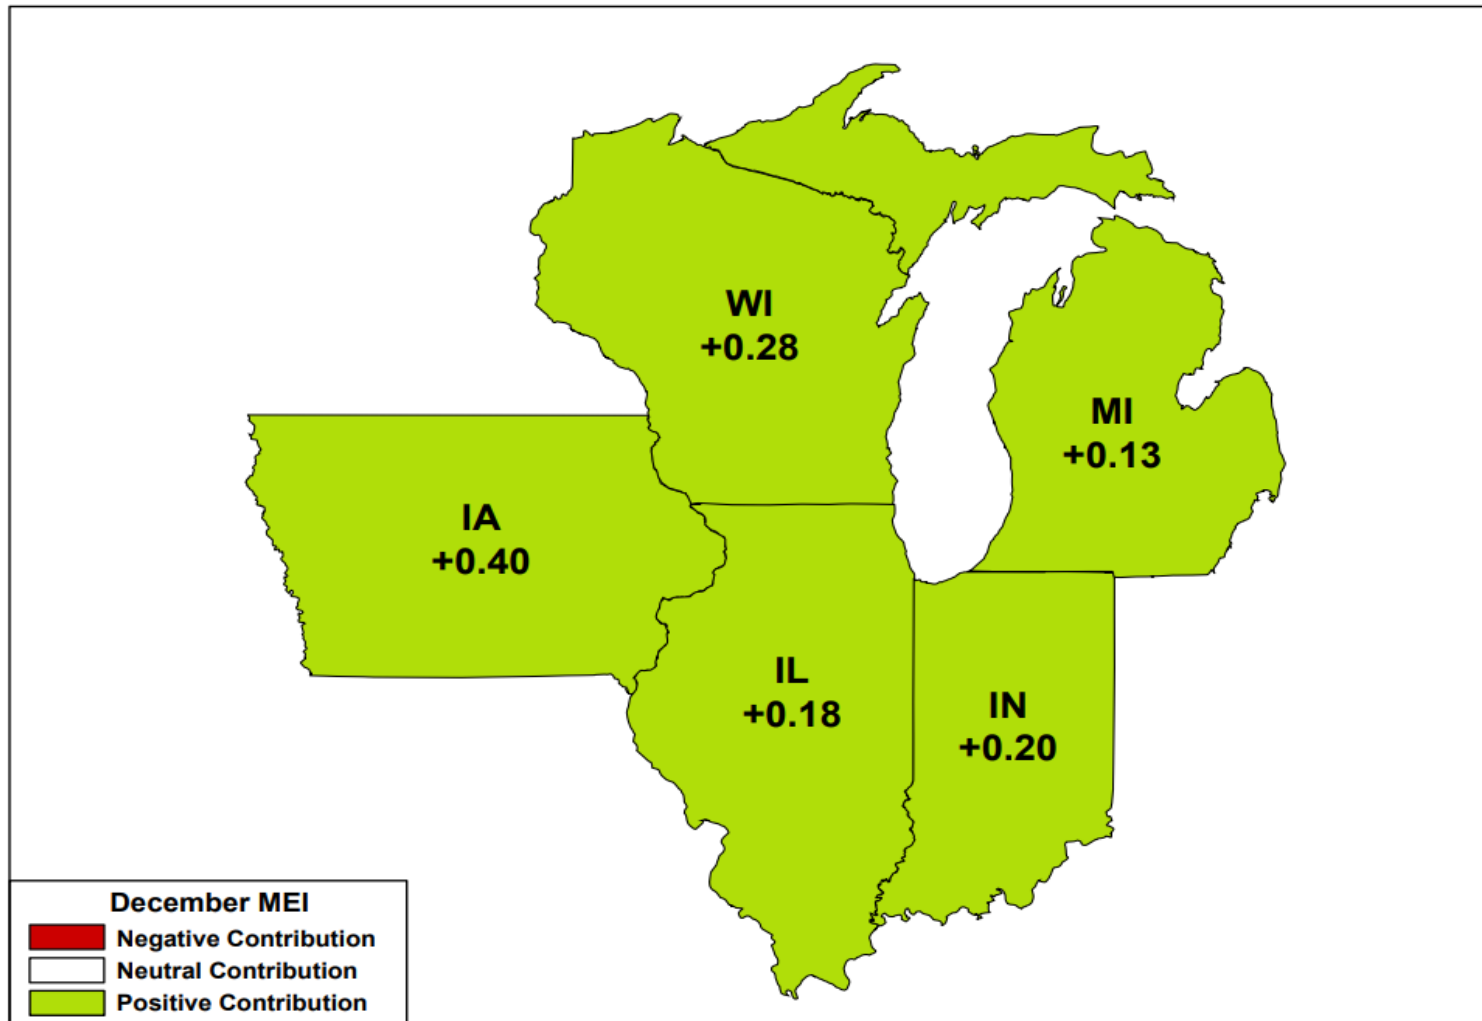 WI
+0.28
MI
+0.13
IA
+0.40
IL
+0.18
IN
+0.20
December MEI
Negative Contribution
Neutral Contribution
Positive Contribution